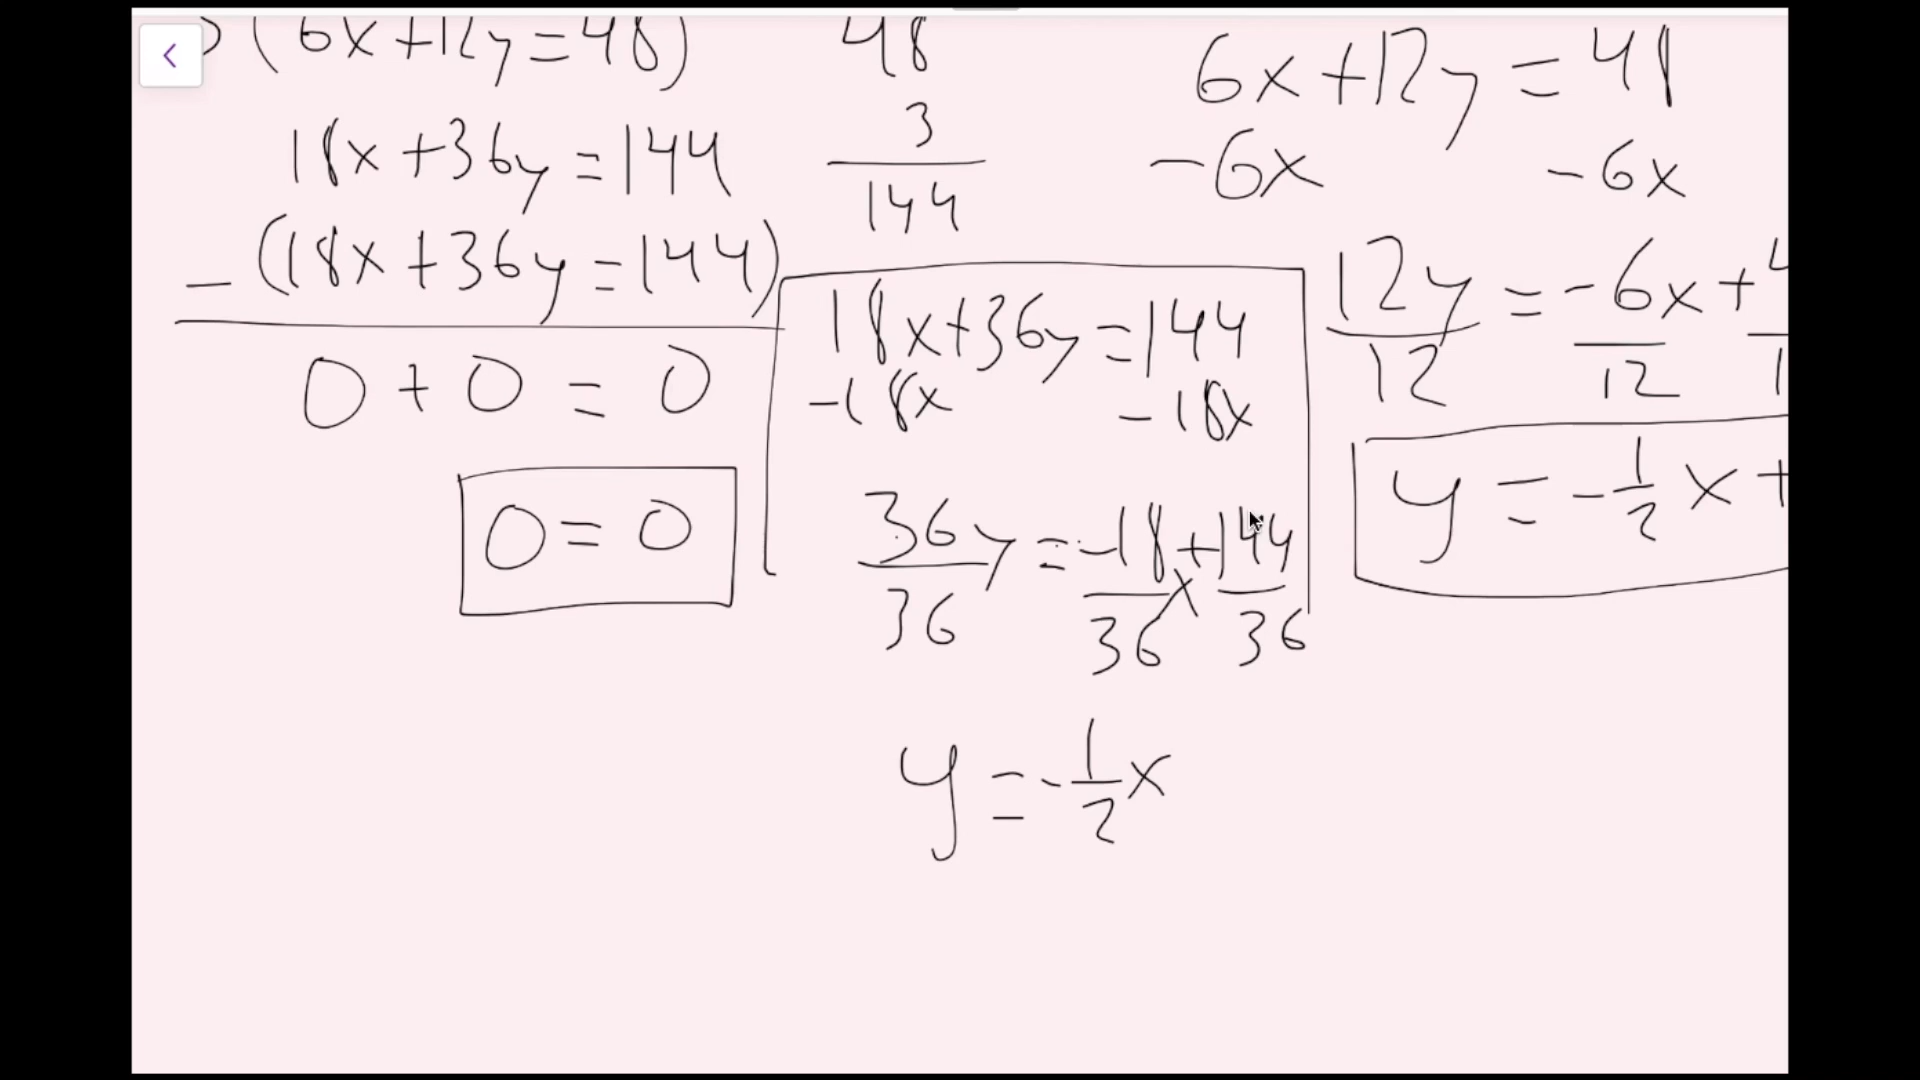 (6x+12y=48)
18x+36y=144
-(18x+36y=144)
0+0=0
0=0
48
3
144
18x+36y=144
-18x -18x
36y=-18x+144
36 36 36
y=-1/2x
6x+12y=48
-6x -6x
12y=-6x+
12 12
y=-1/2x+